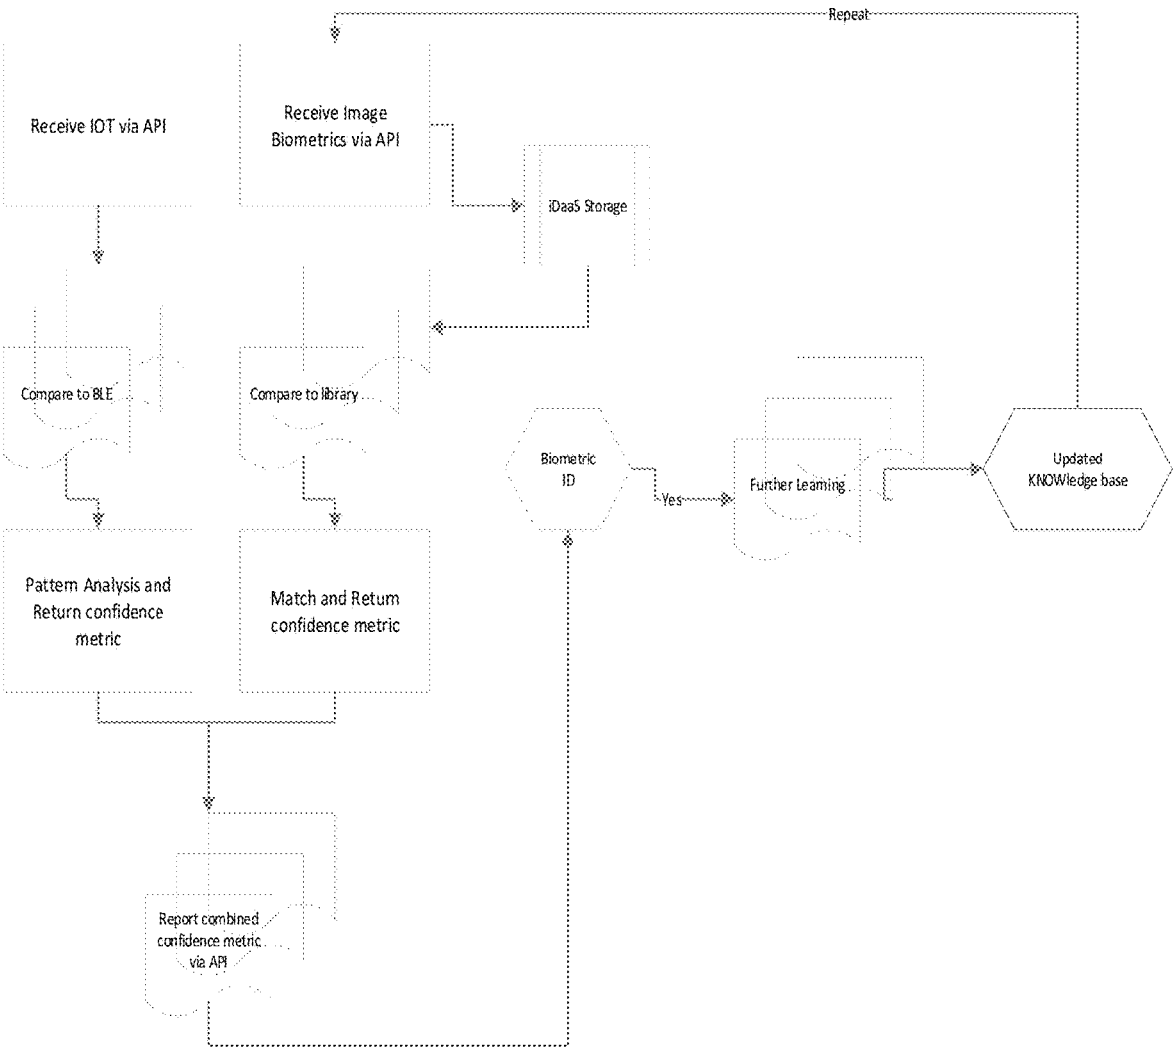 Repeat
Receive IOT via API
Receive Image
Biometrics via API
iDaaS Storage
Compare to BLE
Compare to library
Biometric
ID
Yes
Further Learning
Updated
KNOWledge base
Pattern Analysis and
Return confidence
metric
Match and Return
confidence metric
Report combined
confidence metric
via API